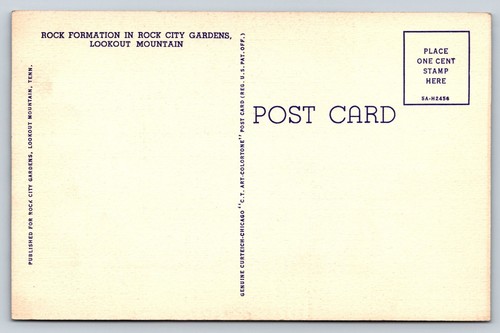 ROCK FORMATION IN ROCK CITY GARDENS,
LOOKOUT MOUNTAIN
PUBLISHED FOR ROCK CITY GARDENS, LOOKOUT MOUNTAIN, TENN.
GENUINE CURTEICH-CHICAGO "C.T. ART-COLORTONE" POST CARD (REG. U.S. PAT. OFF.)
POST CARD
PLACE
ONE CENT
STAMP
HERE
5A-H2456